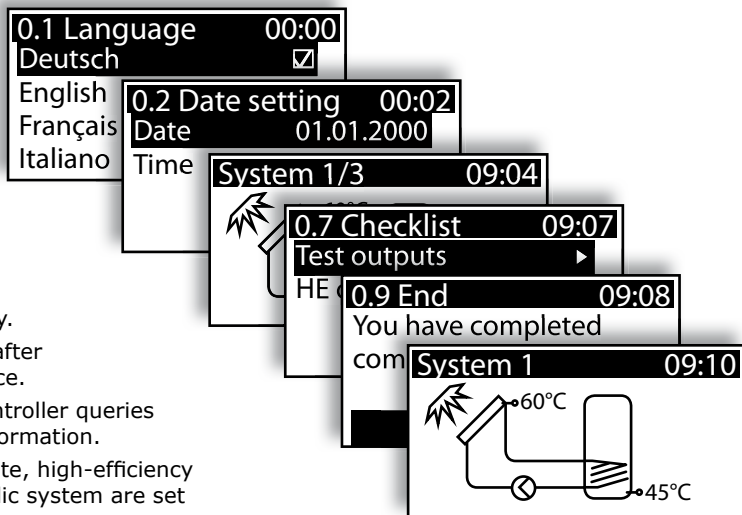 0.1 Language 00:00
Deutsch
English
Français
Italiano
0.2 Date setting 00:02
Date 01.01.2000
Time
System 1/3 09:04
0.7 Checklist 09:07
Test outputs
HE
0.9 End 09:08
You have completed
com
System 1 09:10
60°C
45°C
y.
after
ce.
ntroller queries
formation.
te, high-efficiency
lic system are set